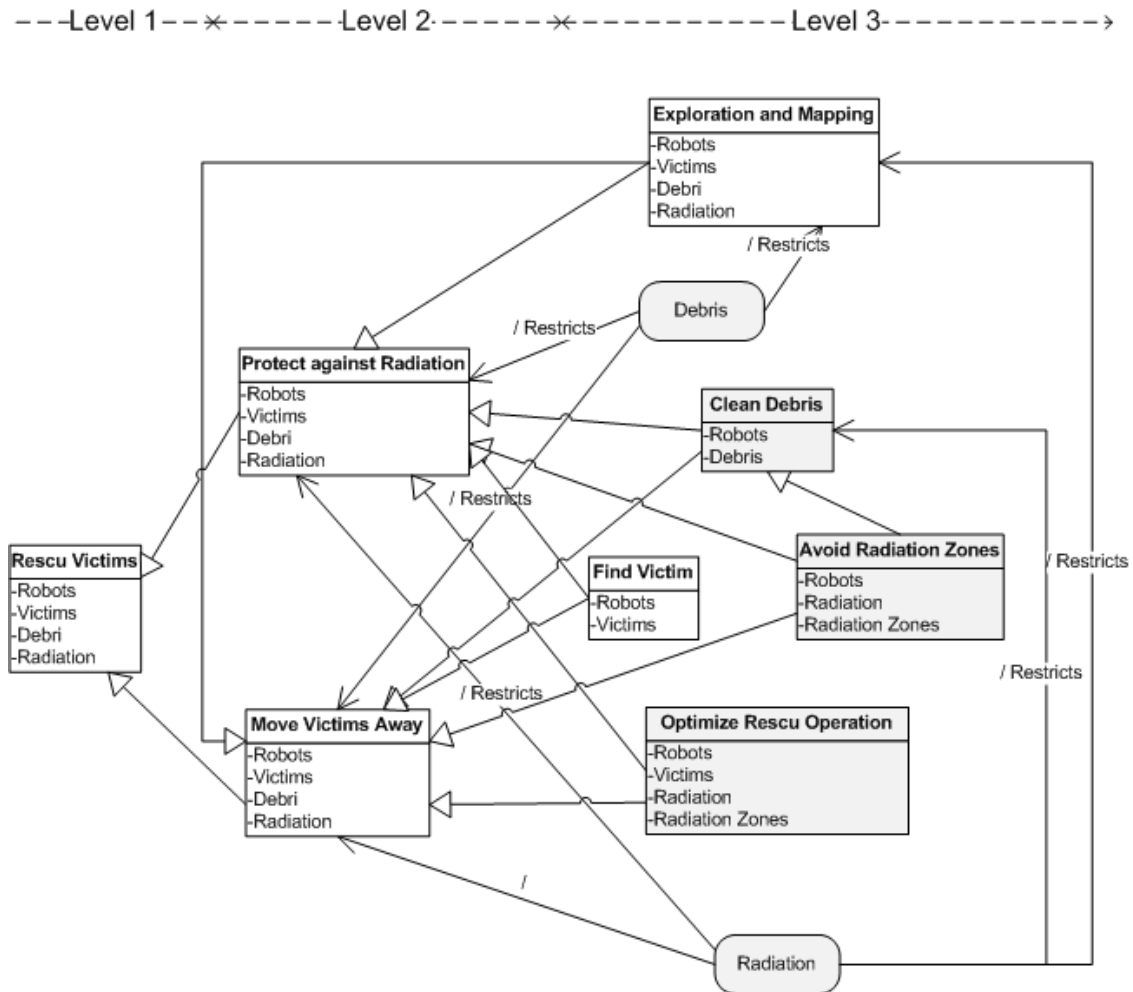 Level 1 Level 2 Level 3
Exploration and Mapping
-Robots
-Victims
-Debri
-Radiation
/ Restricts
Debris
/ Restricts
Protect against Radiation
-Robots
-Victims
-Debri
-Radiation
Clean Debris
-Robots
-Debris
/ Restricts
Rescu Victims
-Robots
-Victims
-Debri
-Radiation
Find Victim
-Robots
-Victims
Avoid Radiation Zones
-Robots
-Radiation
-Radiation Zones
/ Restricts
/ Restricts
/ Restricts
Move Victims Away
-Robots
-Victims
-Debri
-Radiation
Optimize Rescu Operation
-Robots
-Victims
-Radiation
-Radiation Zones
/
Radiation